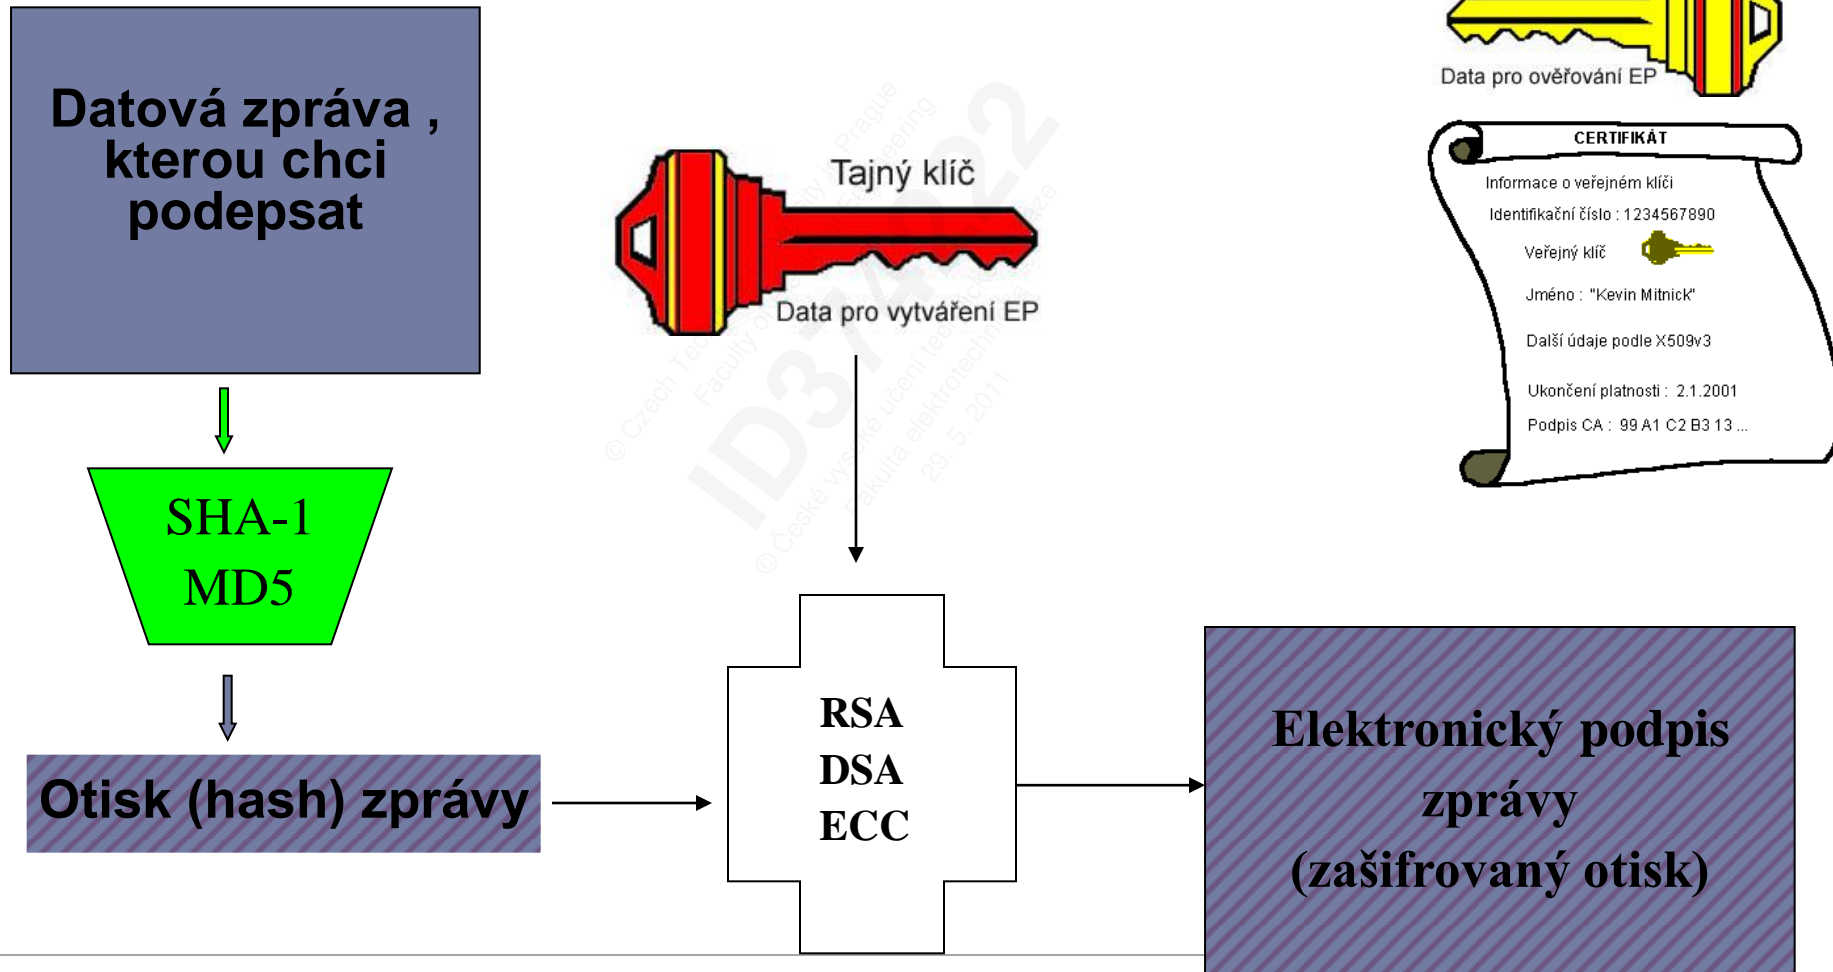 Datová zpráva ,
kterou chci
podepsat
SHA-1
MD5
Otisk (hash) zprávy
Tajný klíč
Data pro vytváření EP
RSA
DSA
ECC
Elektronický podpis
zprávy
(zašifrovaný otisk)
Data pro ověřování EP
CERTIFIKÁT
Informace o veřejném klíči
Identifikační číslo : 1234567890
Veřejný klíč
Jméno : "Kevin Mitnick"
Další údaje podle X509v3
Ukončení platnosti : 2.1.2001
Podpis CA : 99 A1 C2 B3 13 ...
29. 5. 2011